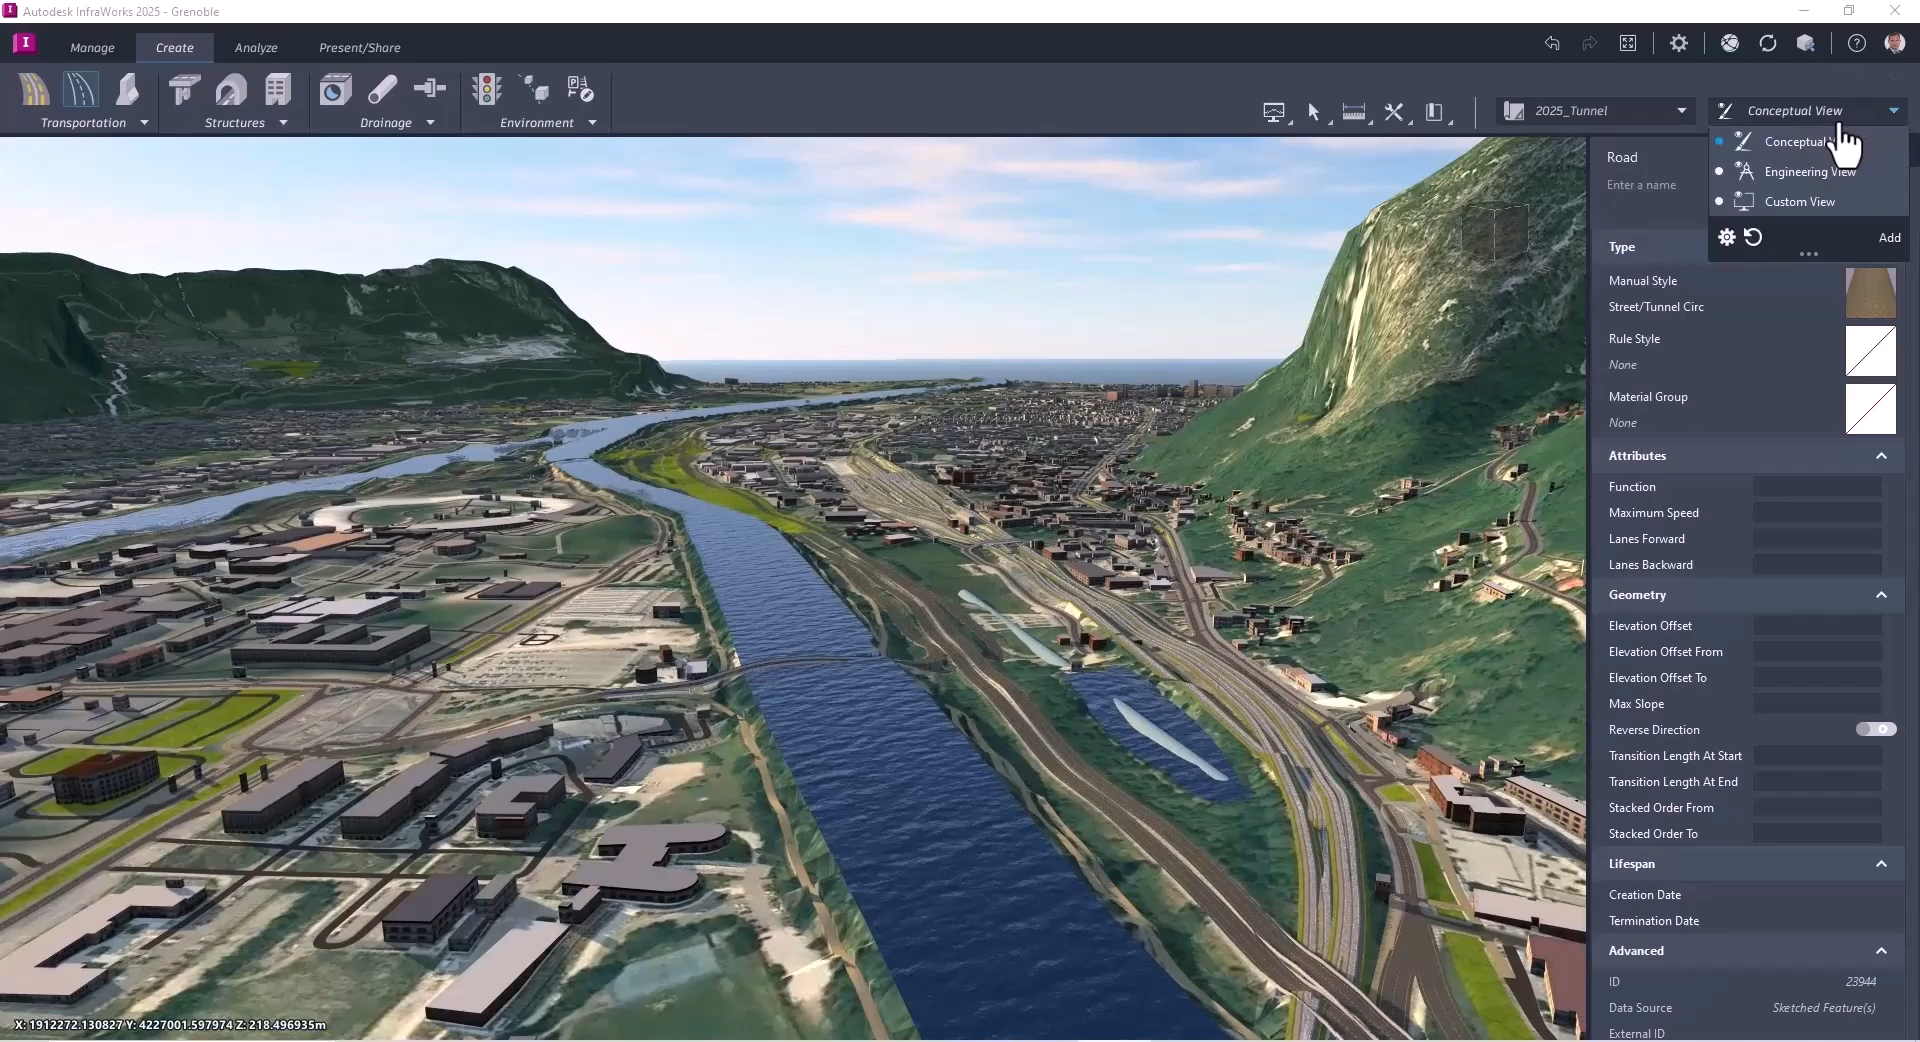 Autodesk InfraWorks 2025 - Grenoble
I
Manage
Create
Analyze
Present/Share
Transportation
Structures
Drainage
Environment
2025_Tunnel
Conceptual View
Conceptual
Engineering View
Custom View
Add
Road
Enter a name
Type
Manual Style
Street/Tunnel Circ
Rule Style
None
Material Group
None
Attributes
Function
Maximum Speed
Lanes Forward
Lanes Backward
Geometry
Elevation Offset
Elevation Offset From
Elevation Offset To
Max Slope
Reverse Direction
Transition Length At Start
Transition Length At End
Stacked Order From
Stacked Order To
Lifespan
Creation Date
Termination Date
Advanced
ID 23944
Data Source Sketched Feature(s)
External ID
X: 1912272.130827 Y: 4227001.597974 Z: 218.496935m